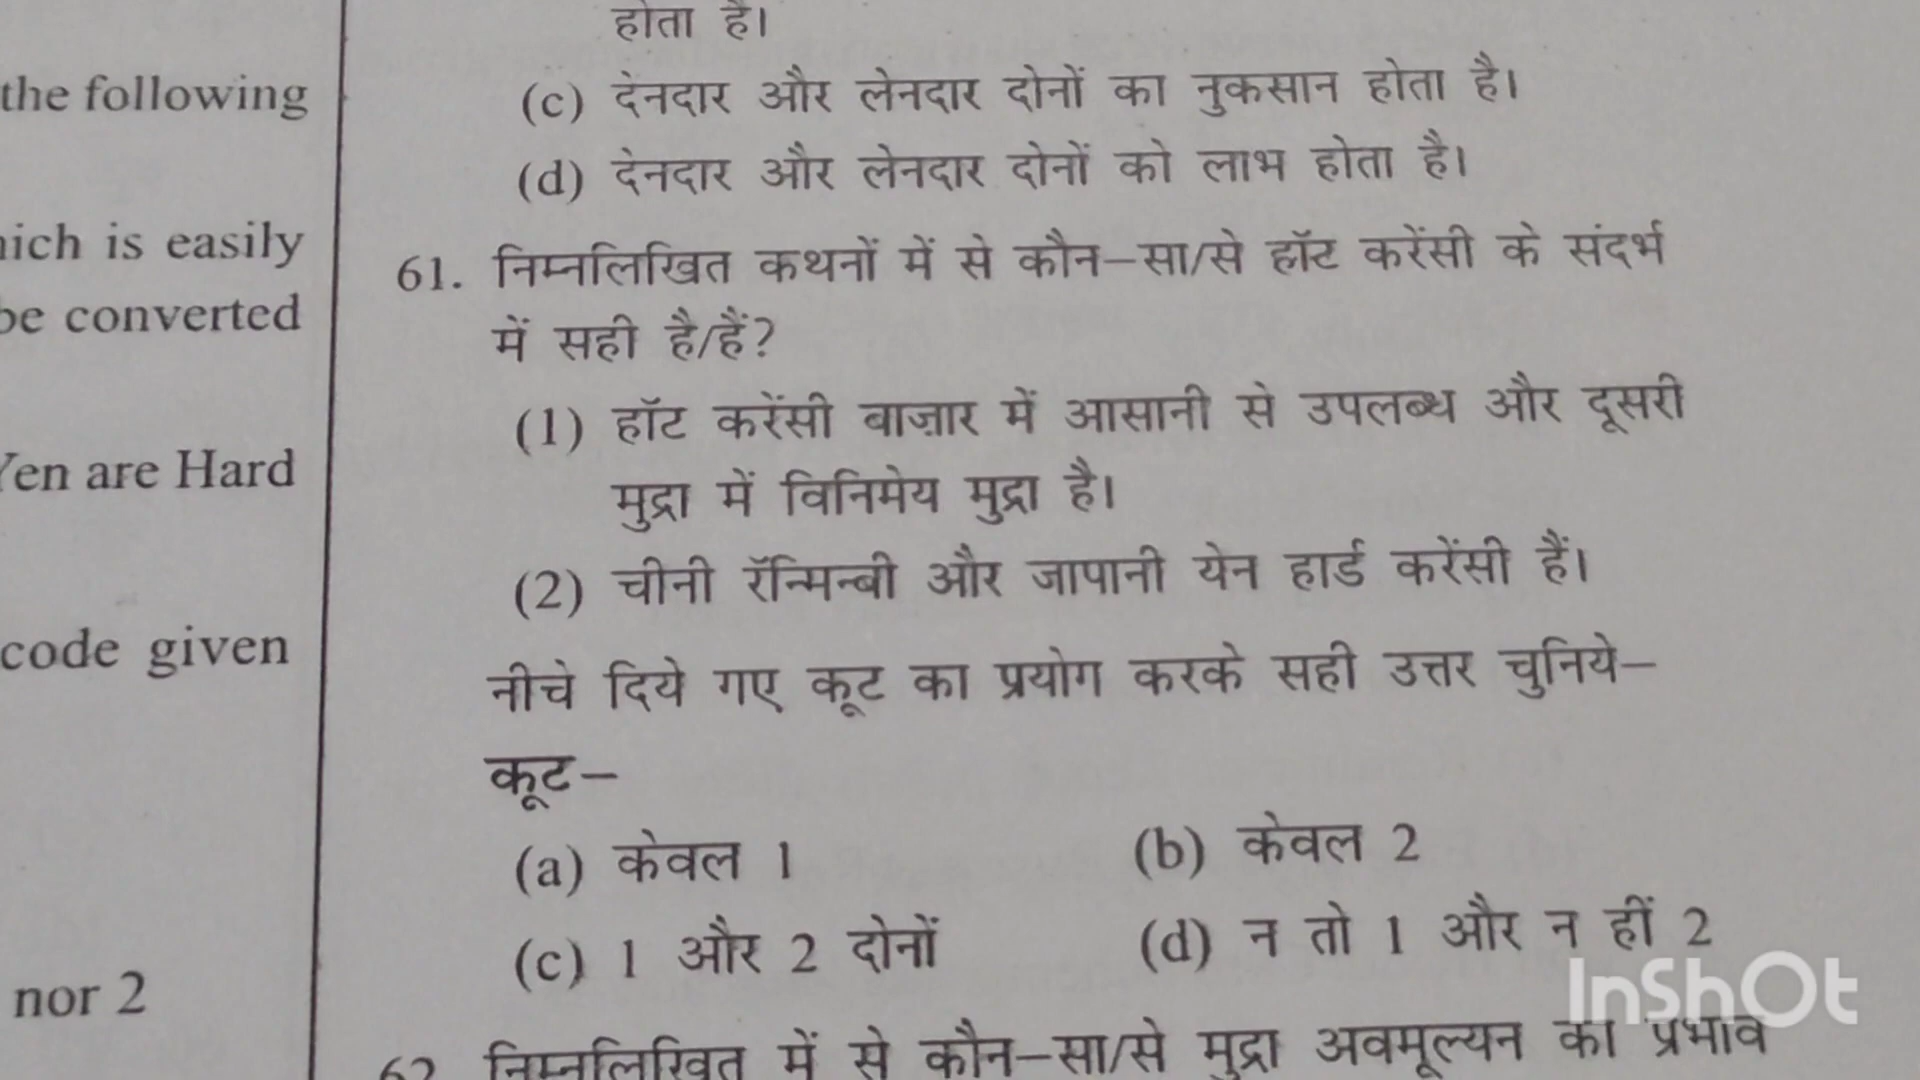 the following
ich is easily
be converted
Yen are Hard
code given
nor 2
होता है।
(c) देनदार और लेनदार दोनों का नुकसान होता है।
(d) देनदार और लेनदार दोनों को लाभ होता है।
61. निम्नलिखित कथनों में से कौन–सा/से हॉट करेंसी के संदर्भ
में सही है/हैं?
(1) हॉट करेंसी बाज़ार में आसानी से उपलब्ध और दूसरी
मुद्रा में विनिमेय मुद्रा है।
(2) चीनी रॅन्मिन्बी और जापानी येन हार्ड करेंसी हैं।
नीचे दिये गए कूट का प्रयोग करके सही उत्तर चुनिये–
कूट–
(a) केवल 1
(b) केवल 2
(c) 1 और 2 दोनों
(d) न तो 1 और न हीं 2
InShOt
62. निम्नलिखित में से कौन–सा/से मुद्रा अवमूल्यन का प्रभाव